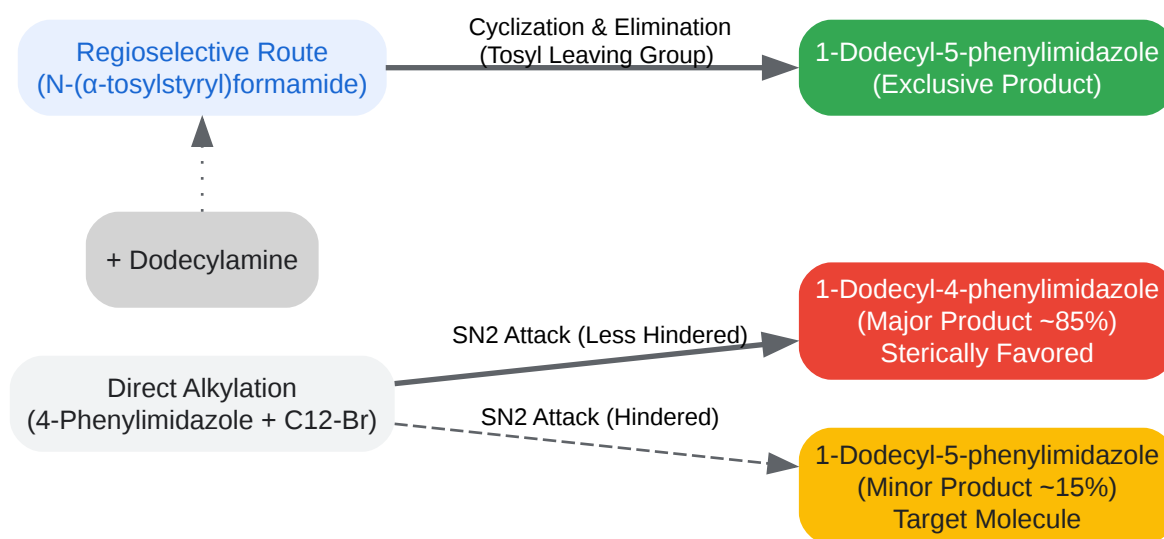 Regioselective Route
(N-(α-tosylstyryl)formamide)
Cyclization & Elimination
(Tosyl Leaving Group)
1-Dodecyl-5-phenylimidazole
(Exclusive Product)
+ Dodecylamine
Direct Alkylation
(4-Phenylimidazole + C12-Br)
SN2 Attack (Less Hindered)
1-Dodecyl-4-phenylimidazole
(Major Product ~85%)
Sterically Favored
SN2 Attack (Hindered)
1-Dodecyl-5-phenylimidazole
(Minor Product ~15%)
Target Molecule